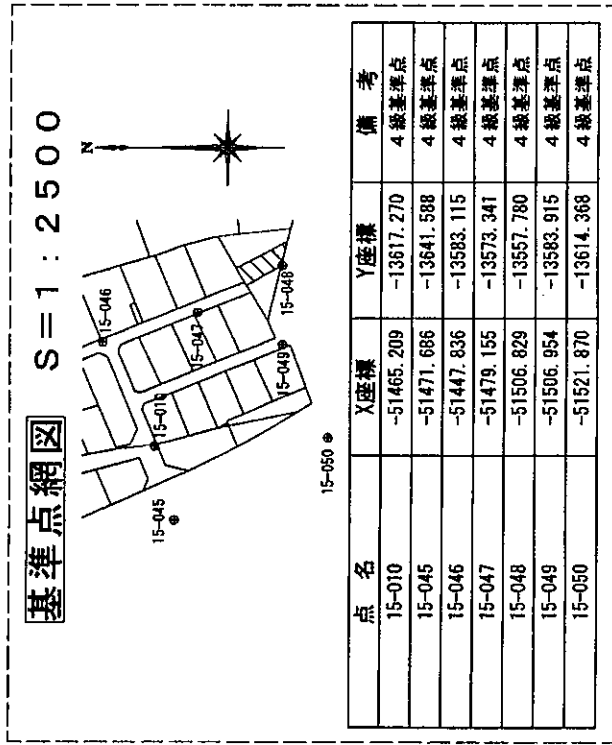 基準点網図 S=1:2500
N
15-046
15-010
15-047
15-045
15-048
15-049
15-050
点名 X座標 Y座標 備考
15-010 -51465.209 -13617.270 4級基準点
15-045 -51471.686 -13641.588 4級基準点
15-046 -51447.836 -13583.115 4級基準点
15-047 -51479.155 -13573.341 4級基準点
15-048 -51506.829 -13557.780 4級基準点
15-049 -51506.954 -13583.915 4級基準点
15-050 -51521.870 -13614.368 4級基準点